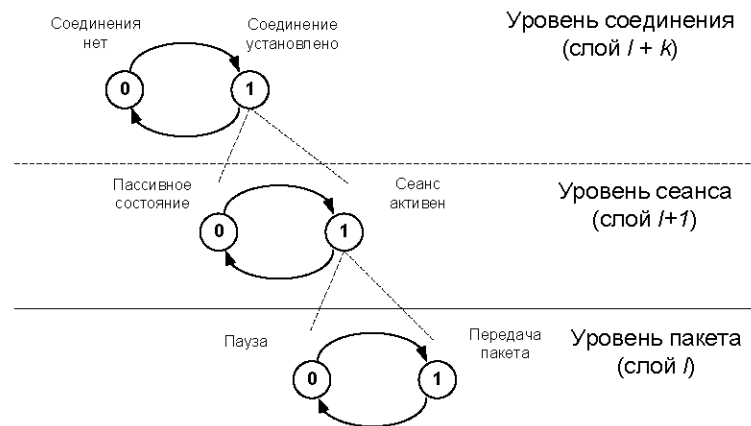 Соединения
нет
Соединение
установлено
Уровень соединения
(слой l + k)
0
1
Пассивное
состояние
Сеанс
активен
Уровень сеанса
(слой l+1)
0
1
Пауза
Передача
пакета
Уровень пакета
(слой l)
0
1